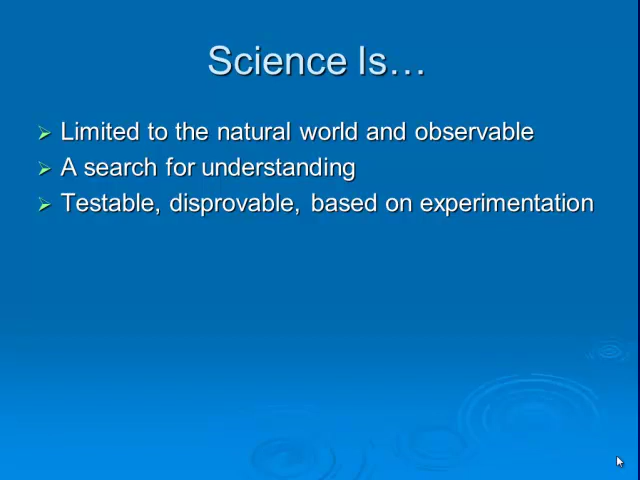 Science Is…
Limited to the natural world and observable
A search for understanding
Testable, disprovable, based on experimentation